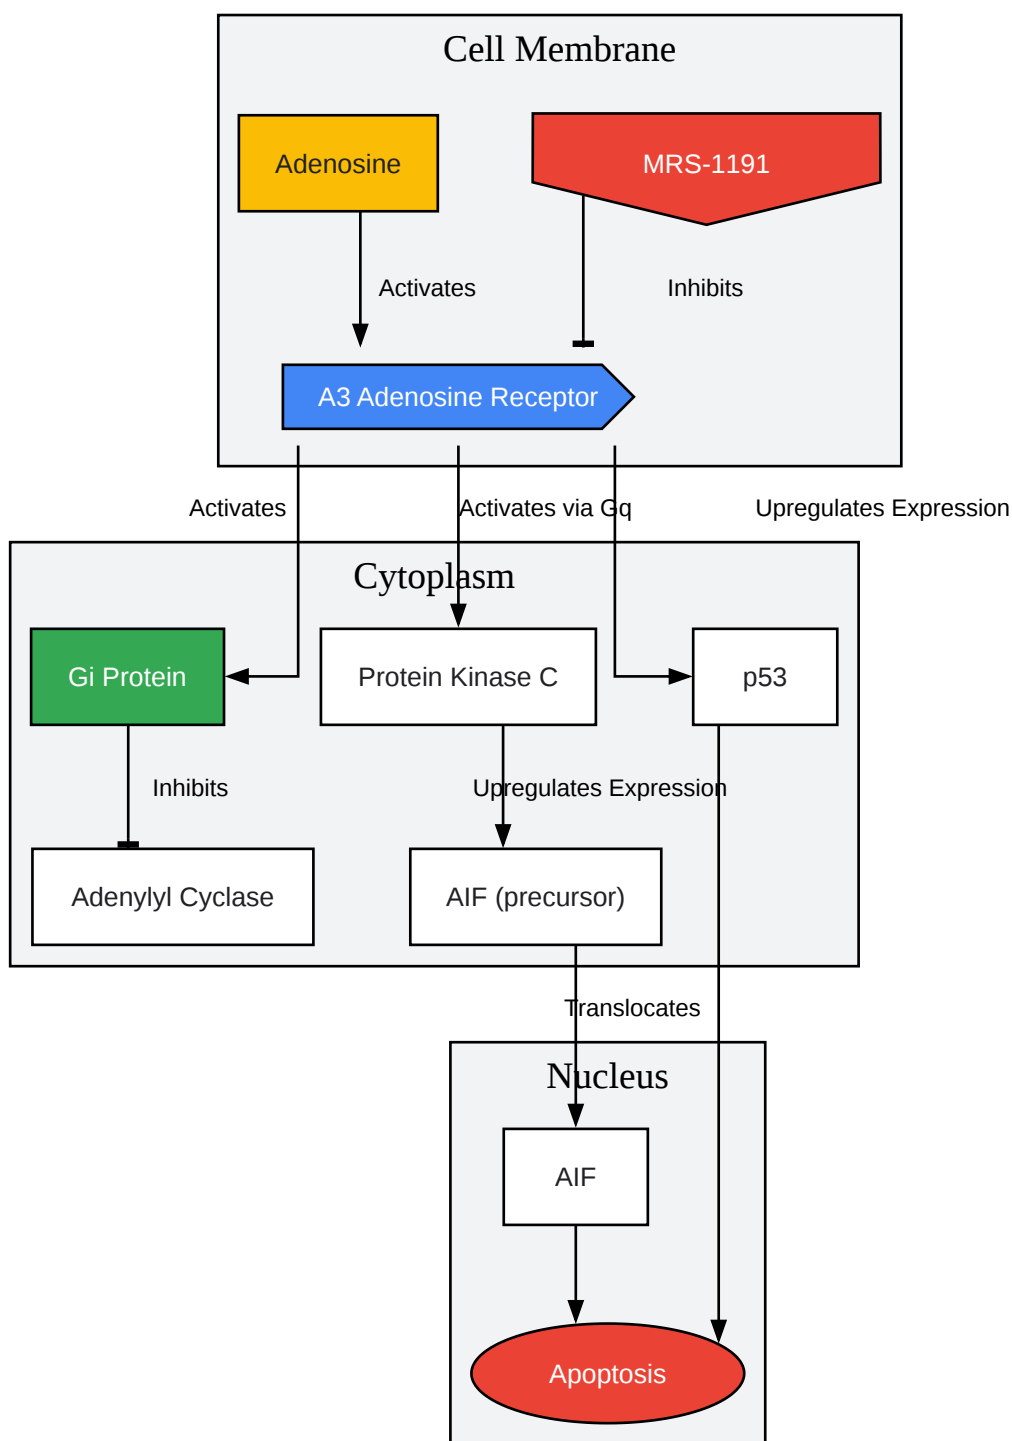 Cell Membrane
Adenosine
MRS-1191
Activates
Inhibits
A3 Adenosine Receptor
Activates
Activates via Gq
Upregulates Expression
Cytoplasm
Gi Protein
Protein Kinase C
p53
Inhibits
Upregulates Expression
Adenylyl Cyclase
AIF (precursor)
Translocates
Nucleus
AIF
Apoptosis